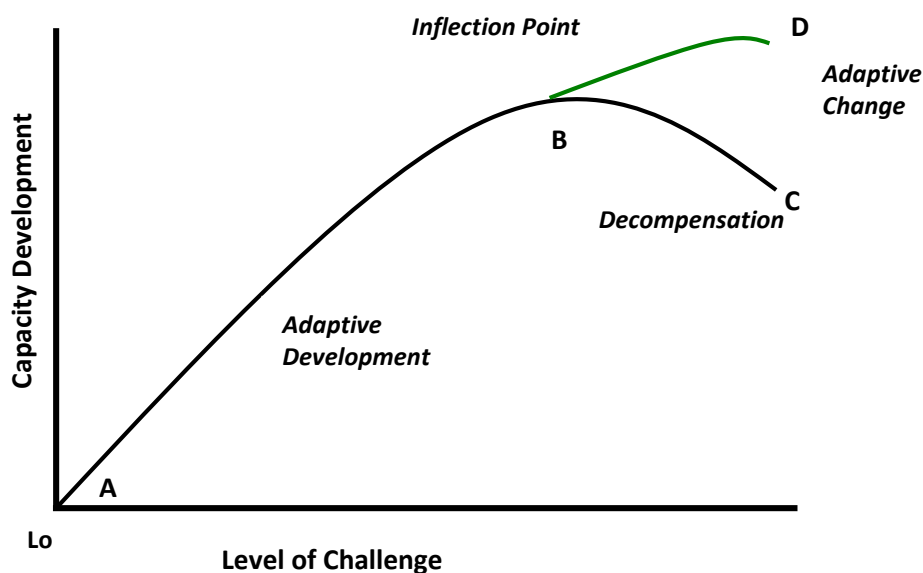 Inflection Point
D
Adaptive
Change
B
C
Decompensation
Capacity Development
Adaptive
Development
A
Lo
Level of Challenge